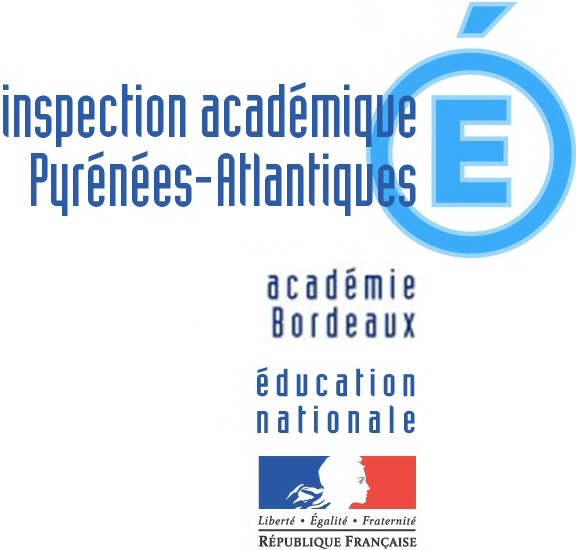 inspection académique
Pyrénées-Atlantiques
É
académie
Bordeaux
éducation
nationale
Liberté • Égalité • Fraternité
RÉPUBLIQUE FRANÇAISE